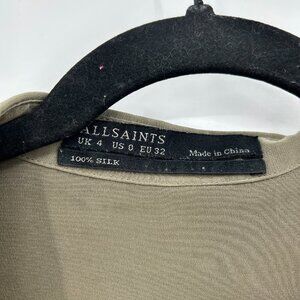 ALLSAINTS
UK 4 US 0 EU 32 Made in China
100% SILK